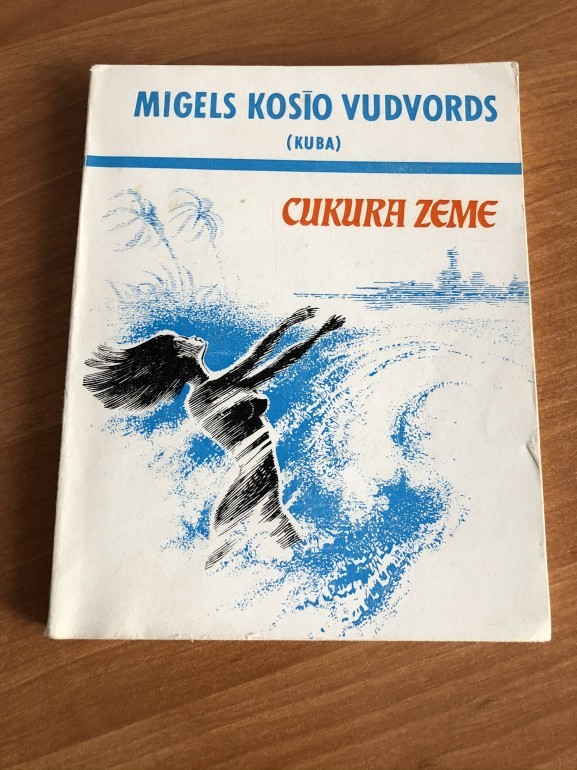 MIGELS KOSĪO VUDVORDS
(KUBA)
CUKURA ZEME